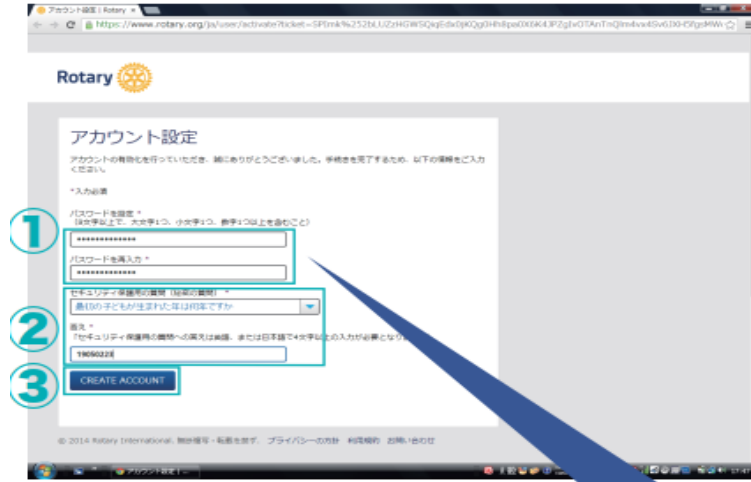 アカウント設定 | Rotary
https://www.rotary.org/ja/user/activate?ticket=
Rotary
アカウント設定
アカウントの有効化を行っていただき、誠にありがとうございました。手続きを完了するため、以下の情報をご入力
ください。
*入力必須
パスワードを設定 *
(8文字以上で、大文字1つ、小文字1つ、数字1つ以上を含むこと)
①
•••••••••••••
パスワードを再入力 *
•••••••••••••
セキュリティ保護用の質問（秘密の質問） *
最初の子どもが生まれた年は何年ですか
②
答え *
「セキュリティ保護用の質問への答えは英語、または日本語で4文字以上の入力が必要となり
19050223
③
CREATE ACCOUNT
© 2014 Rotary International. 無断複写・転載を禁ず. プライバシーの方針 利用規約 お問い合わせ
アカウント設定 |
17:47